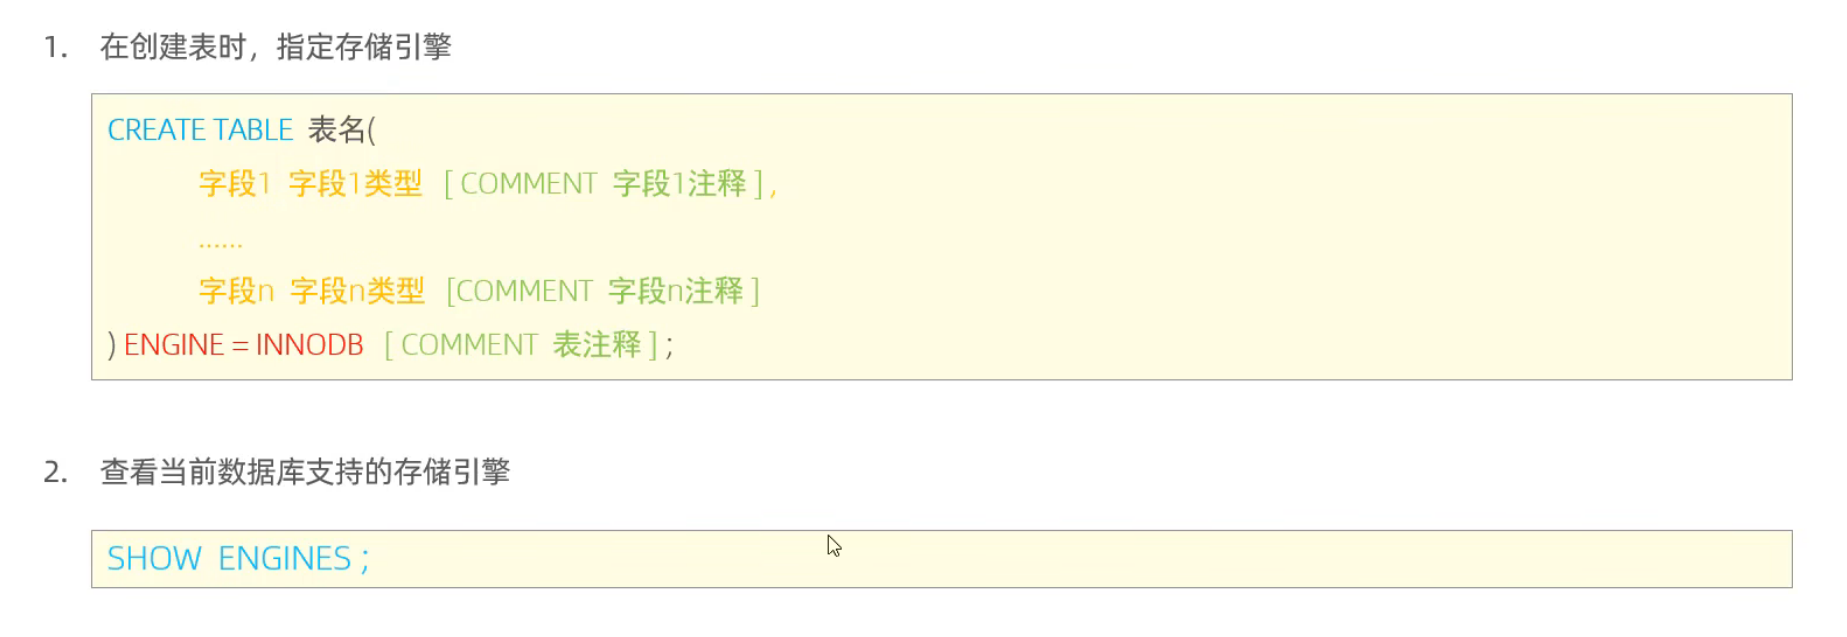 1. 在创建表时，指定存储引擎
CREATE TABLE 表名(
字段1 字段1类型 [ COMMENT 字段1注释 ] ,
......
字段n 字段n类型 [COMMENT 字段n注释 ]
) ENGINE = INNODB [ COMMENT 表注释 ] ;
2. 查看当前数据库支持的存储引擎
SHOW ENGINES ;